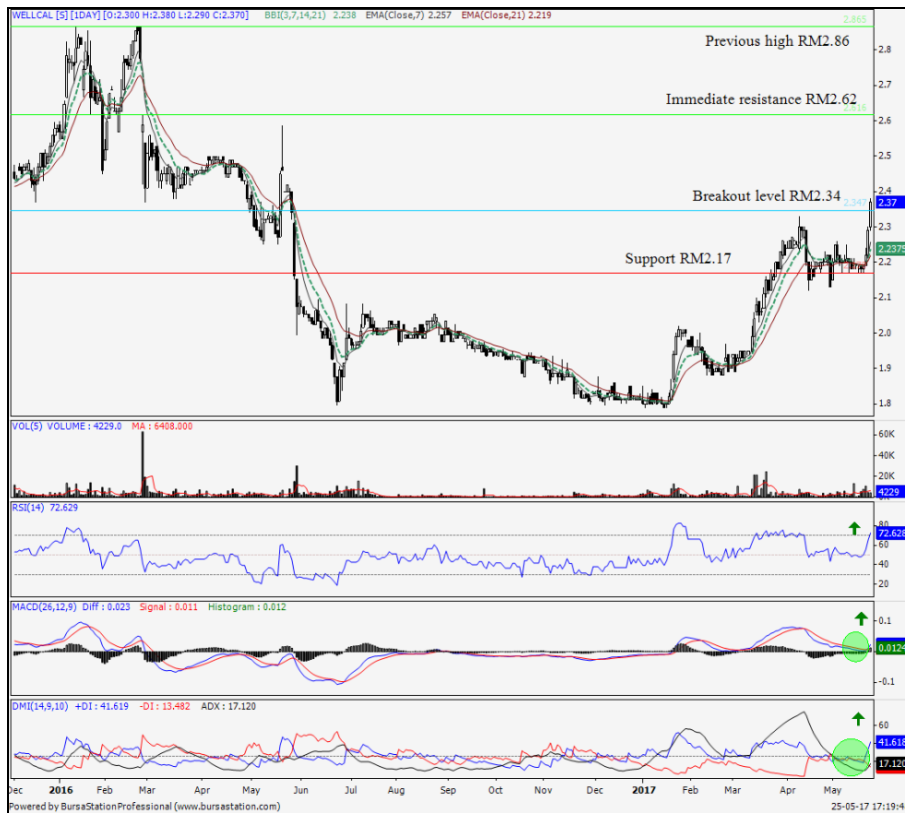 WELLCAL [S] [1DAY] [O:2.300 H:2.380 L:2.290 C:2.370] BBI(3,7,14,21) 2.238 EMA(Close,7) 2.257 EMA(Close,21) 2.219
2.865
Previous high RM2.86
2.8
2.7
Immediate resistance RM2.62
2.616
2.6
2.5
2.4
Breakout level RM2.34
2.347
2.37
2.3
2.2375
Support RM2.17
2.2
2.1
2.0
1.9
1.8
VOL(5) VOLUME : 4229.0 MA : 6408.000
60K
40K
20K
4229
RSI(14) 72.629
80
72.628
60
40
20
MACD(26,12,9) Diff : 0.023 Signal : 0.011 Histogram : 0.012
0.1
0.0124
-0.1
DMI(14,9,10) +DI : 41.619 -DI : 13.482 ADX : 17.120
60
41.618
17.120
Dec 2016 Feb Mar Apr May Jun Jul Aug Sep Oct Nov Dec 2017 Feb Mar Apr May
Powered by BursaStationProfessional (www.bursastation.com)
25-05-17 17:19:4